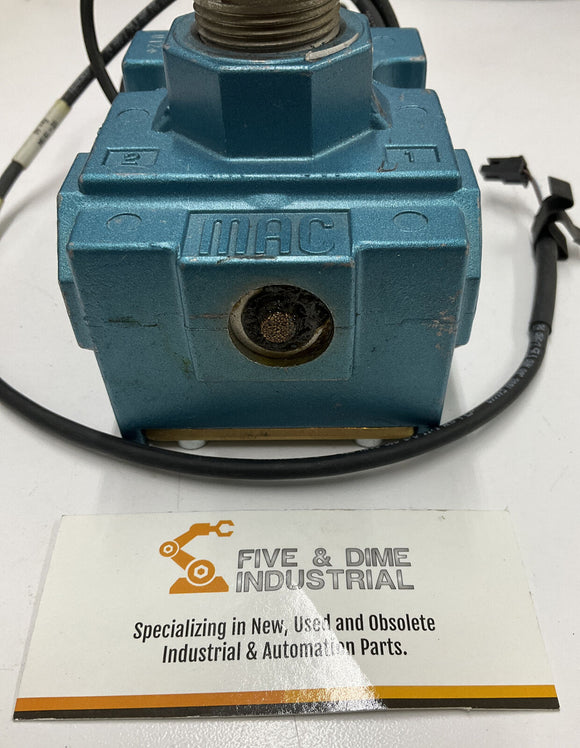 2
1
MAC
FIVE & DIME
INDUSTRIAL
Specializing in New, Used and Obsolete
Industrial & Automation Parts.